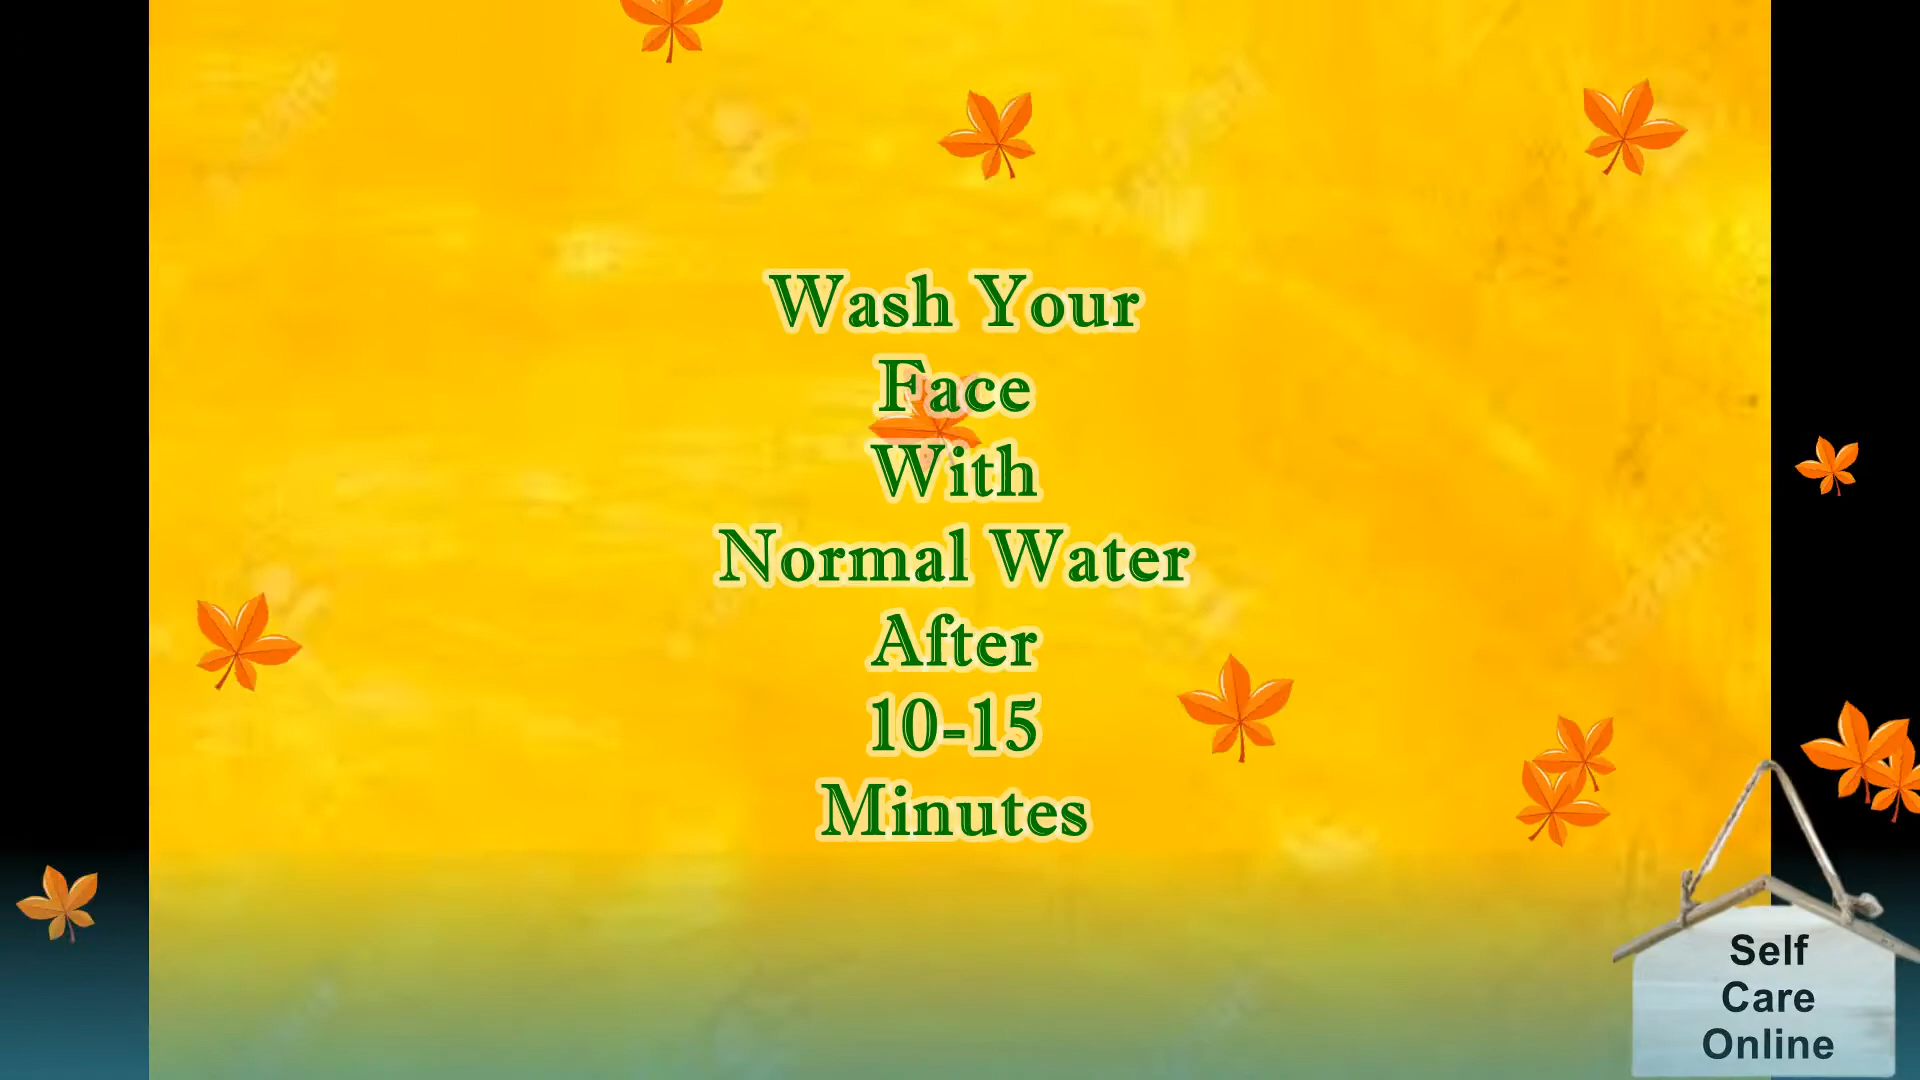 Wash Your
Face
With
Normal Water
After
10-15
Minutes
Self
Care
Online